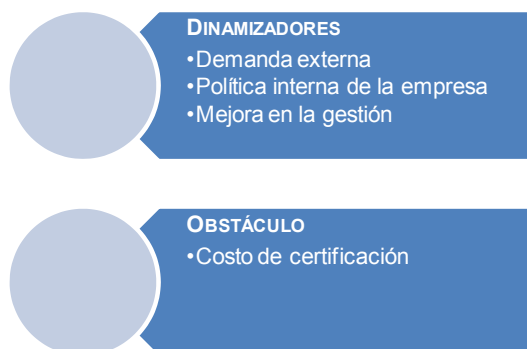 DINAMIZADORES
•Demanda externa
•Política interna de la empresa
•Mejora en la gestión
OBSTÁCULO
•Costo de certificación